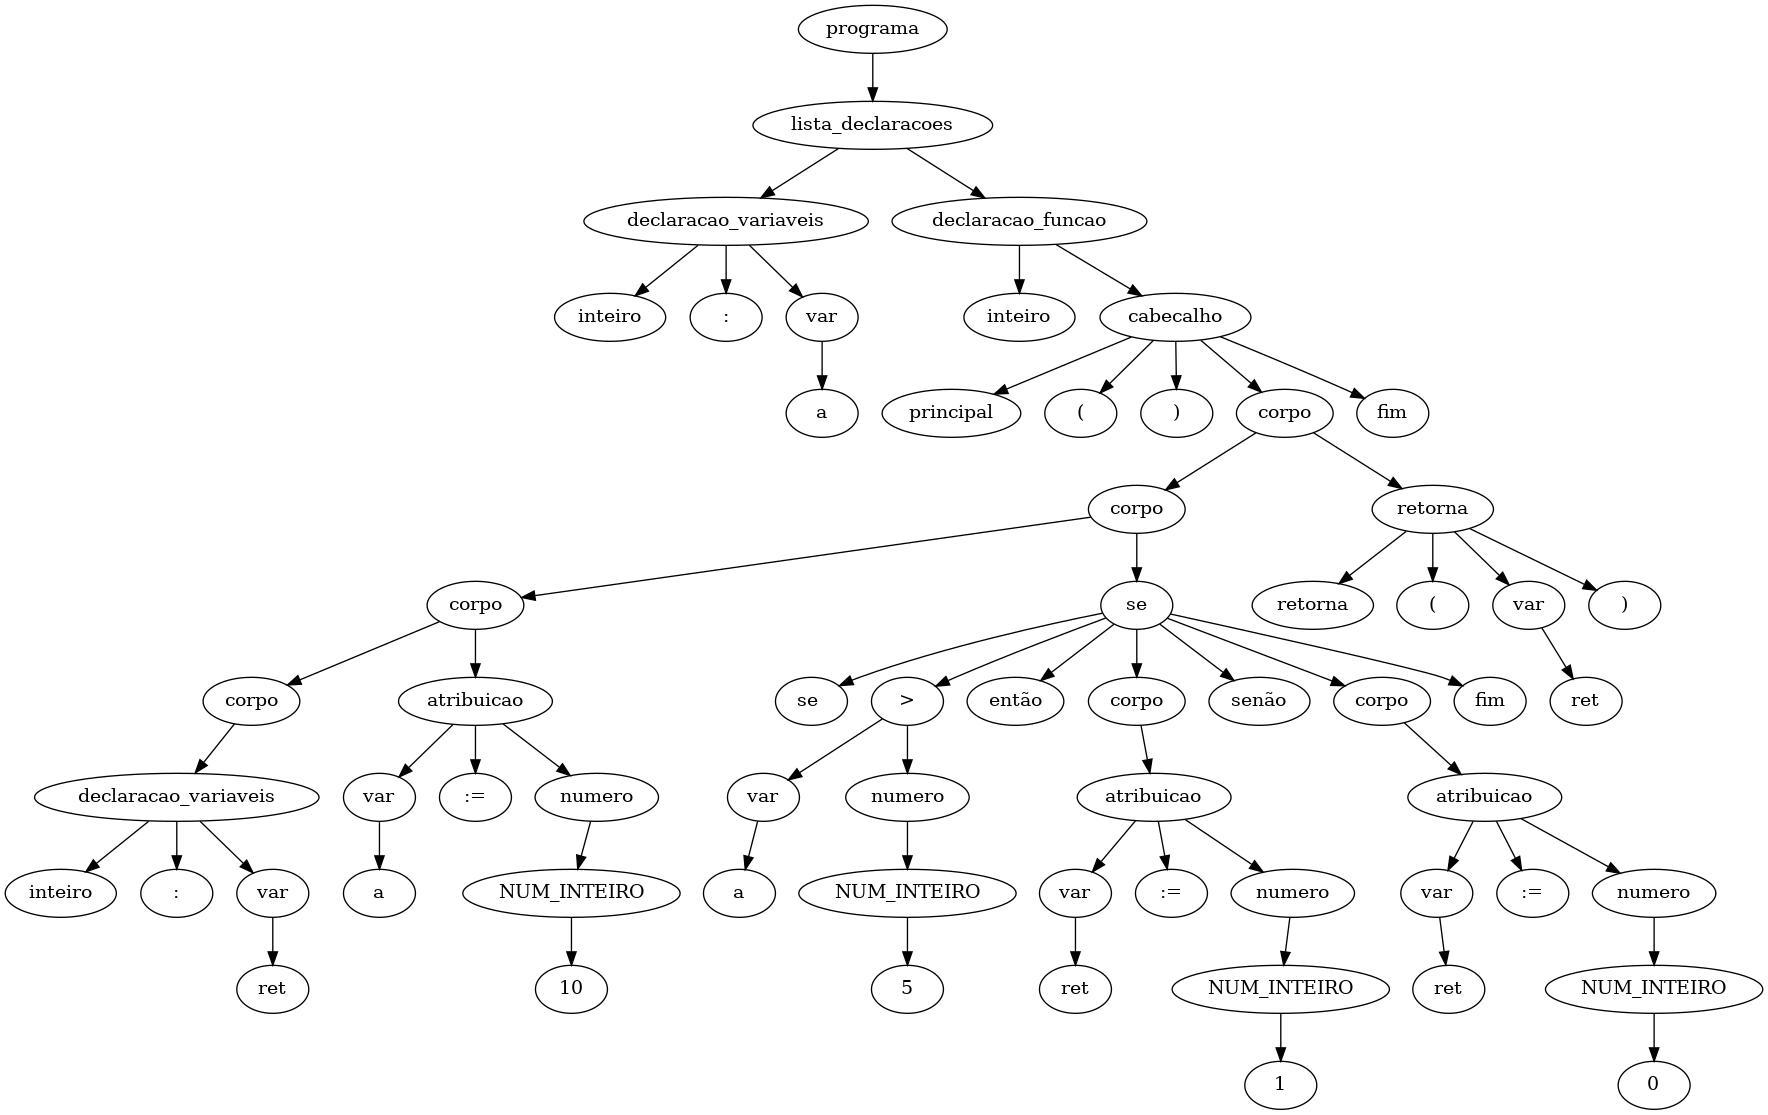 programa
lista_declaracoes
declaracao_variaveis declaracao_funcao
inteiro : var inteiro cabecalho
a principal ( ) corpo fim
corpo retorna
corpo se retorna ( var )
corpo atribuicao se > então corpo senão corpo fim ret
declaracao_variaveis var := numero var numero atribuicao atribuicao
inteiro : var a NUM_INTEIRO a NUM_INTEIRO var := numero var := numero
ret 10 5 ret NUM_INTEIRO ret NUM_INTEIRO
1 0